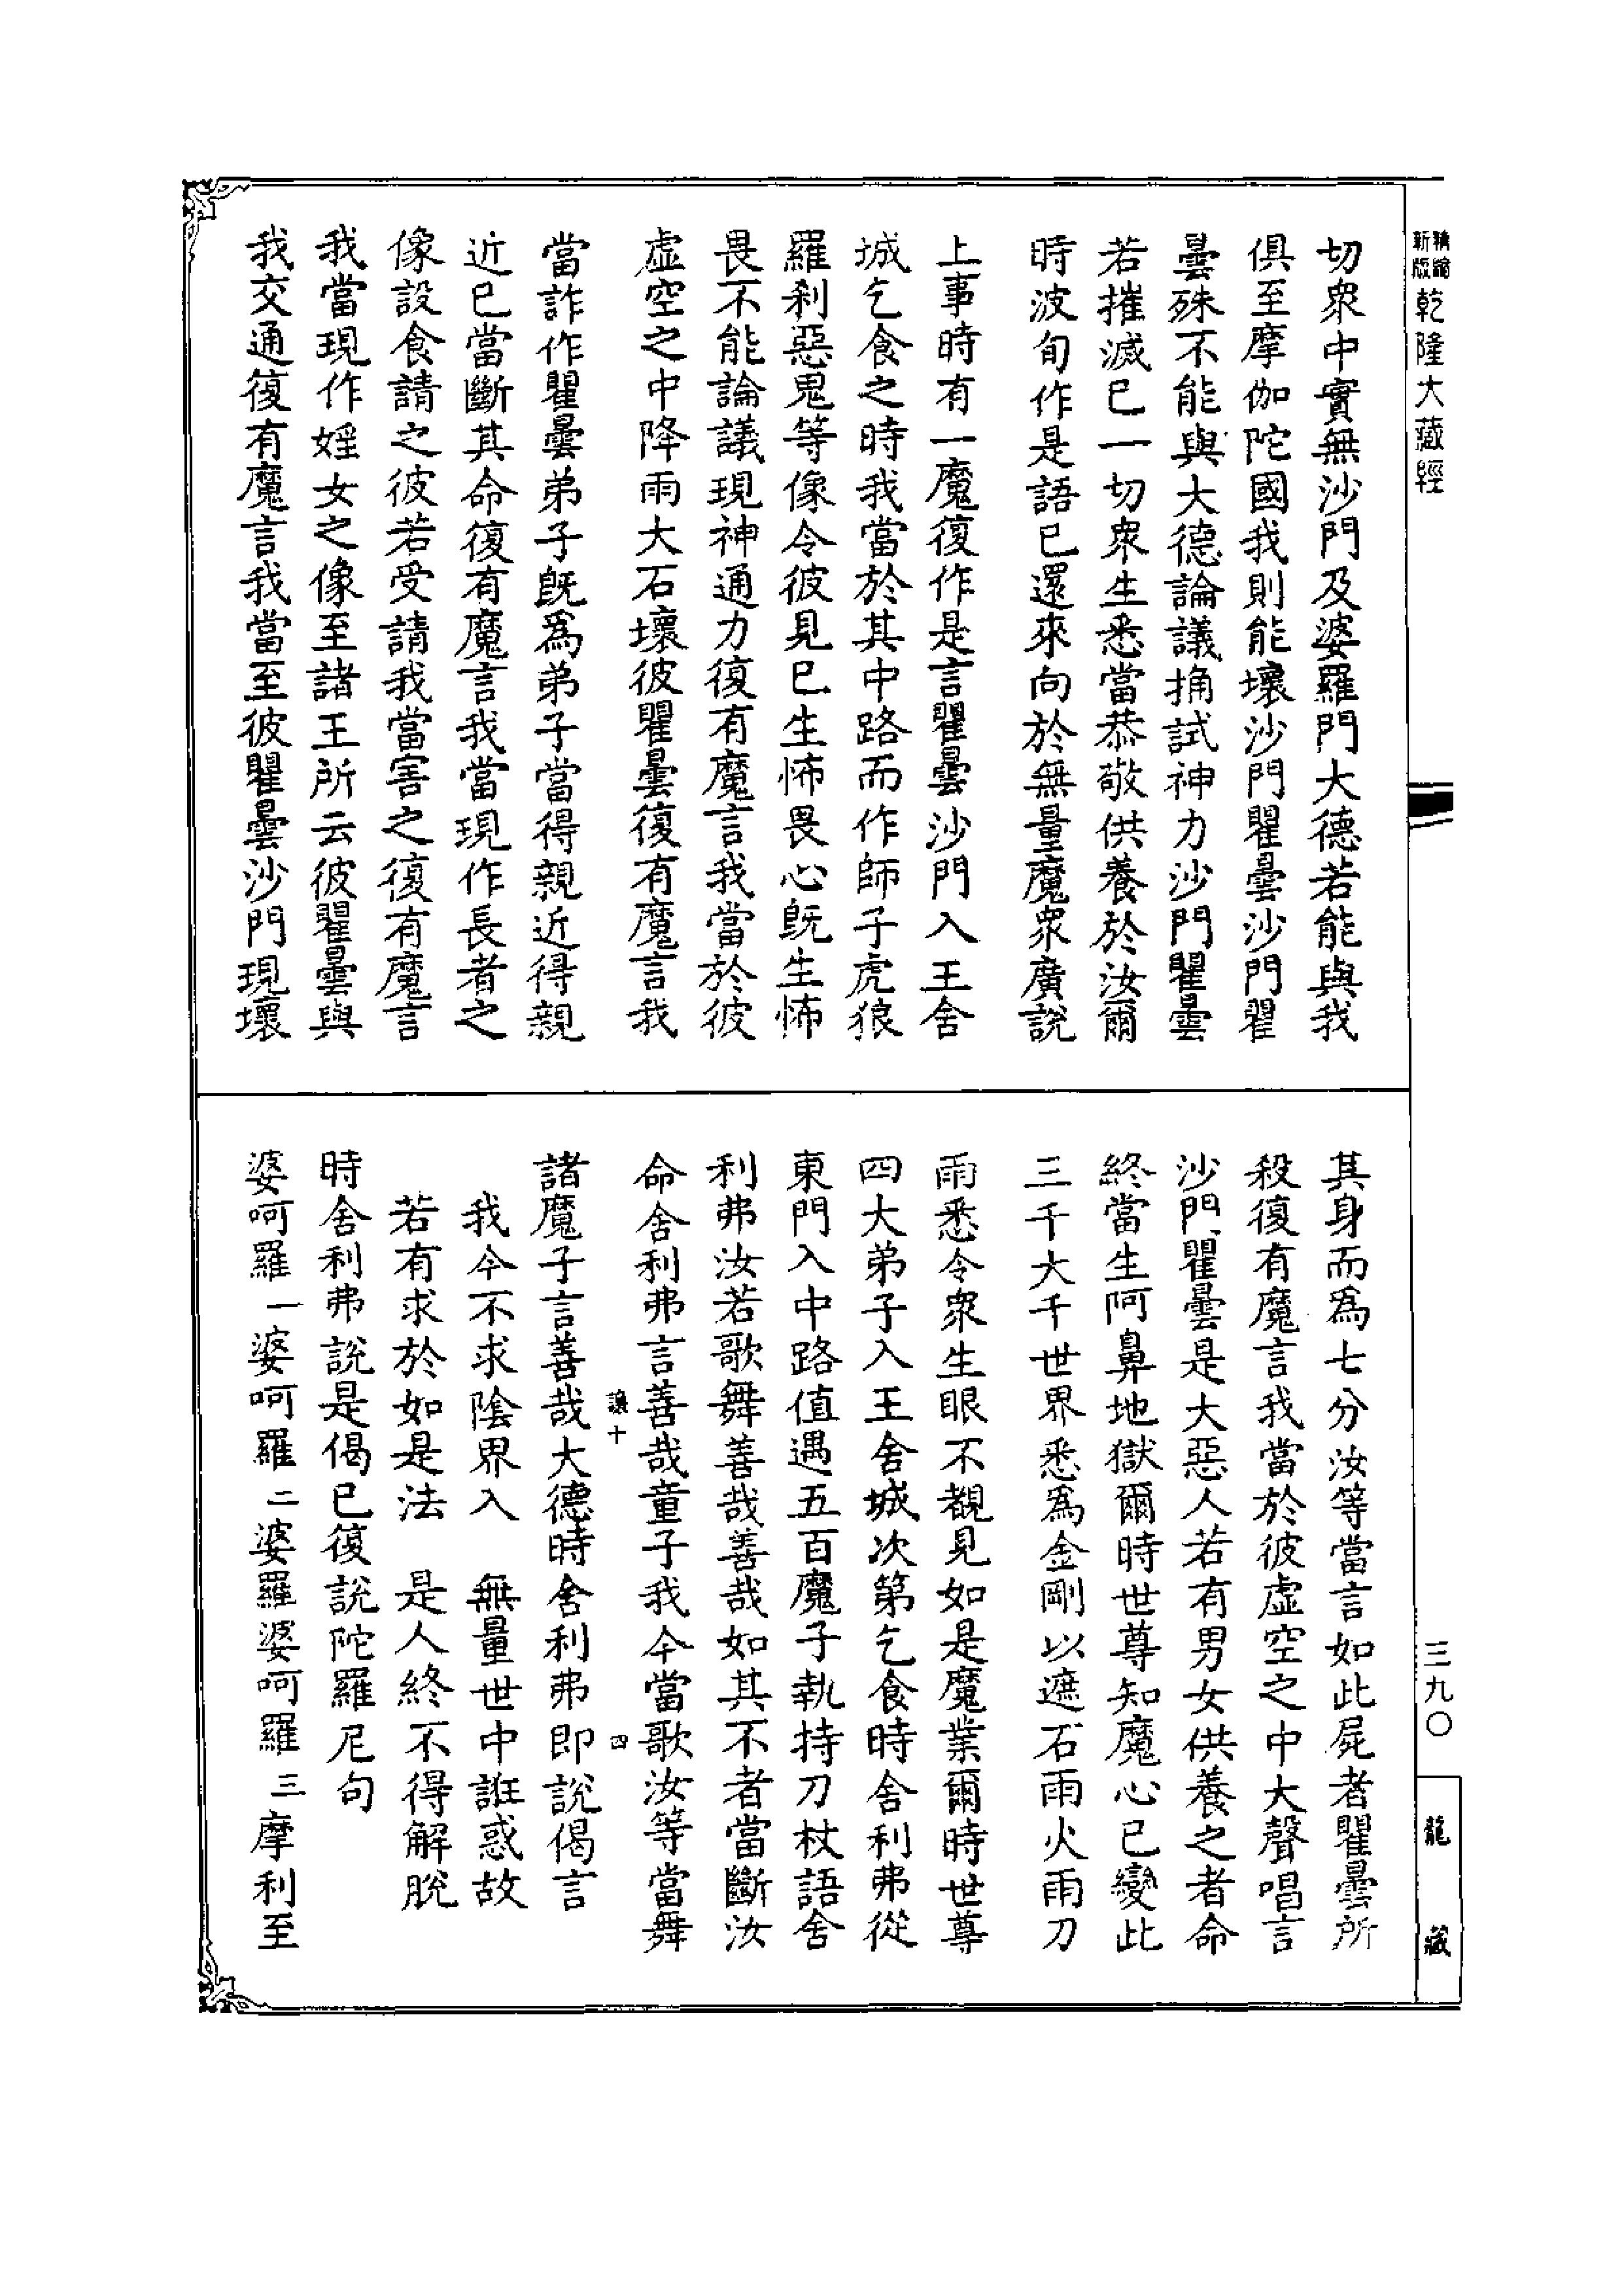 精縮新版乾隆大藏經
切衆中實無沙門及婆羅門大德若能與我
俱至摩伽陀國我則能壞沙門瞿曇沙門瞿
曇殊不能與大德論議捔試神力沙門瞿曇
若摧滅已一切衆生悉當恭敬供養於汝爾
時波旬作是語已還來向於無量魔衆廣說
上事時有一魔復作是言瞿曇沙門入王舍
城乞食之時我當於其中路而作師子虎狼
羅剎惡鬼等像令彼見已生怖畏心既生怖
畏不能論議現神通力復有魔言我當於彼
虛空之中降雨大石壞彼瞿曇復有魔言我
當詐作瞿曇弟子既爲弟子當得親近得親
近已當斷其命復有魔言我當現作長者之
像設食請之彼若受請我當害之復有魔言
我當現作婬女之像至諸王所云彼瞿曇與
我交通復有魔言我當至彼瞿曇沙門現壞
其身而爲七分汝等當言如此屍者瞿曇所
殺復有魔言我當於彼虛空之中大聲唱言
沙門瞿曇是大惡人若有男女供養之者命
終當生阿鼻地獄爾時世尊知魔心已變此
三千大千世界悉爲金剛以遮石雨火雨刀
雨悉令衆生眼不覩見如是魔業爾時世尊
四大弟子入王舍城次第乞食時舍利弗從
東門入中路值遇五百魔子執持刀杖語舍
利弗汝若歌舞善哉善哉如其不者當斷汝
命舍利弗言善哉童子我今當歌汝等當舞
讓十 四
諸魔子言善哉大德時舍利弗即說偈言
我今不求陰界入　無量世中誑惑故
若有求於如是法　是人終不得解脫
時舍利弗說是偈已復說陀羅尼句
婆呵羅一婆呵羅二婆羅婆呵羅三摩利至
三九〇
龍藏